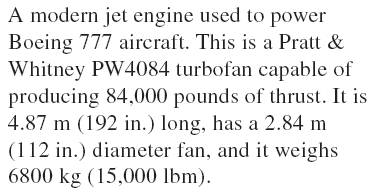 A modern jet engine used to power
Boeing 777 aircraft. This is a Pratt &
Whitney PW4084 turbofan capable of
producing 84,000 pounds of thrust. It is
4.87 m (192 in.) long, has a 2.84 m
(112 in.) diameter fan, and it weighs
6800 kg (15,000 lbm).